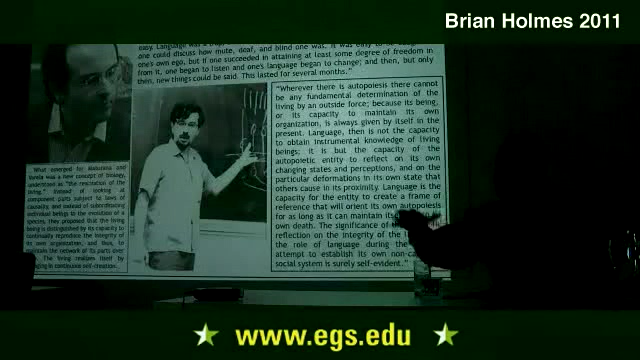 Brian Holmes 2011
easy. Language was a
one could discuss how mute, deaf, and blind one was. It was easy to
one's own ego, but if one succeeded in attaining at least some degree of freedom in
from it, one began to listen and one's language began to change; and then, but only
then, new things could be said. This lasted for several months."
"Wherever there is autopoiesis there cannot
be any fundamental determination of the
living by an outside force; because its being,
or its capacity to maintain its own
organization, is always given by itself in the
present. Language, then is not the capacity
to obtain instrumental knowledge of living
beings; it is but the capacity of the
autopoietic entity to reflect on its own
changing states and perceptions, and on the
particular deformations in its own state that
others cause in its proximity. Language is the
capacity for the entity to create a frame of
reference that will orient its own autopoiesis
for as long as it can maintain its
own death. The significance of
reflection on the integrity of the
the role of language during the
attempt to establish its own
social system is surely self-evident."
What emerged for Maturana and
Varela was a new concept of biology,
understood as "the realization of the
living." Instead of looking at
component parts subject to laws of
causality, and instead of subordinating
individual beings to the evolution of a
species, they proposed that the living
being is distinguished by its capacity to
continually reproduce the integrity of
its own organization, and thus, to
maintain the network of its parts over
The living realizes itself by
in continuous self-creation.
www.egs.edu